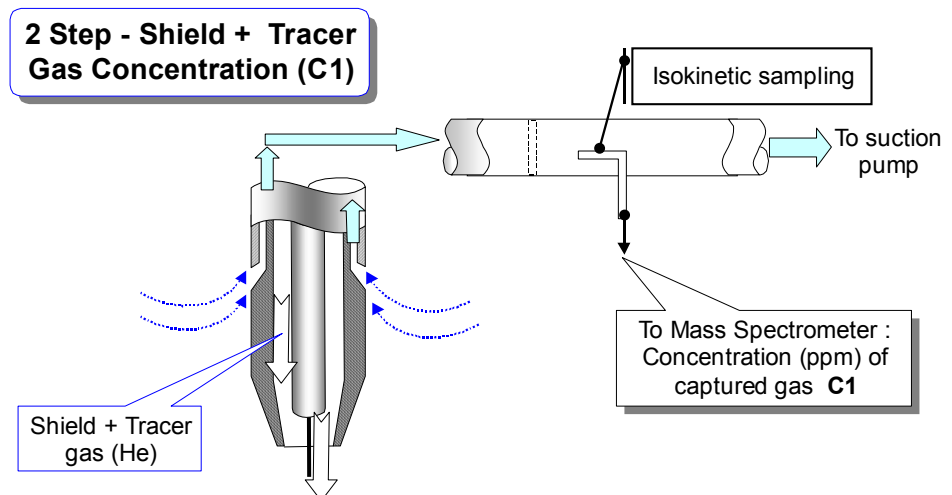 2 Step - Shield + Tracer
Gas Concentration (C1)
Isokinetic sampling
To suction
pump
To Mass Spectrometer :
Concentration (ppm) of
captured gas C1
Shield + Tracer
gas (He)